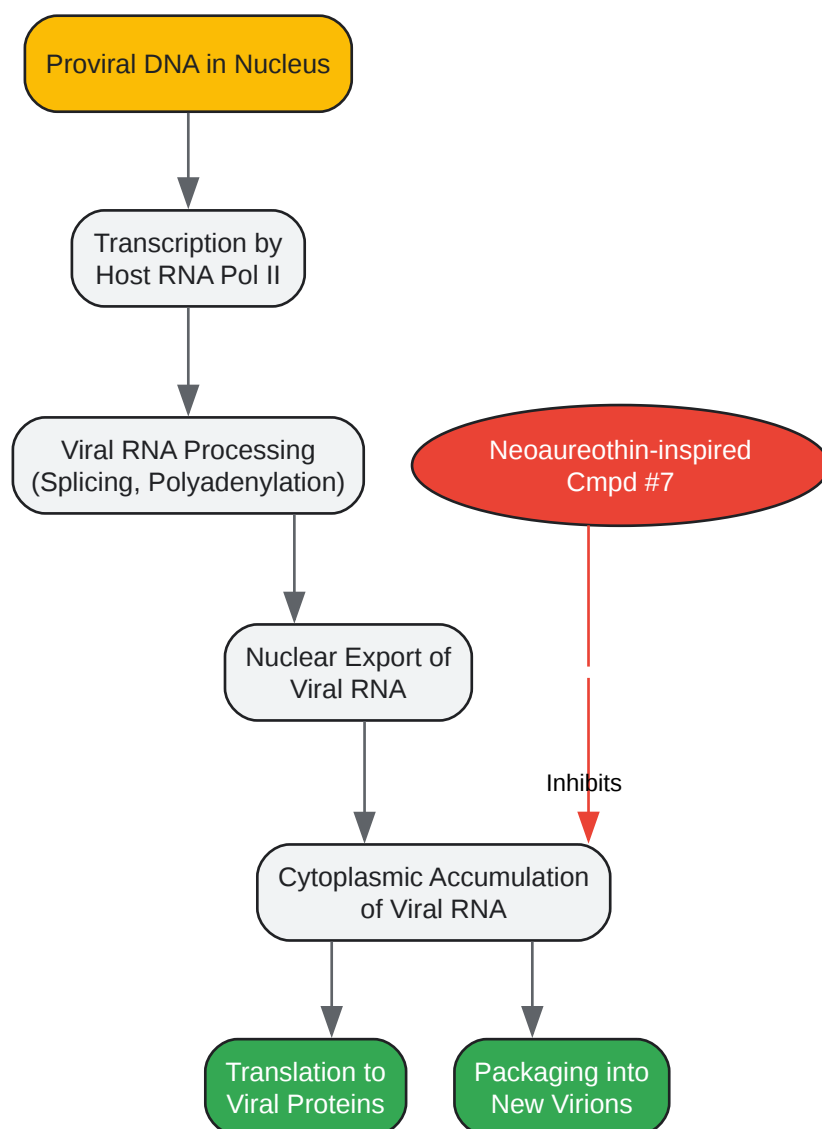 Proviral DNA in Nucleus
Transcription by
Host RNA Pol II
Viral RNA Processing
(Splicing, Polyadenylation)
Neoaureothin-inspired
Cmpd #7
Nuclear Export of
Viral RNA
Inhibits
Cytoplasmic Accumulation
of Viral RNA
Translation to
Viral Proteins
Packaging into
New Virions